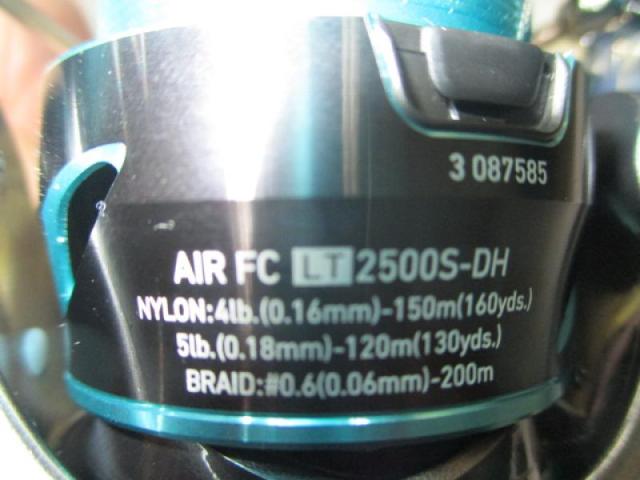 3 087585
AIR FC LT 2500S-DH
NYLON:4lb.(0.16mm)-150m(160yds.)
5lb.(0.18mm)-120m(130yds.)
BRAID:#0.6(0.06mm)-200m